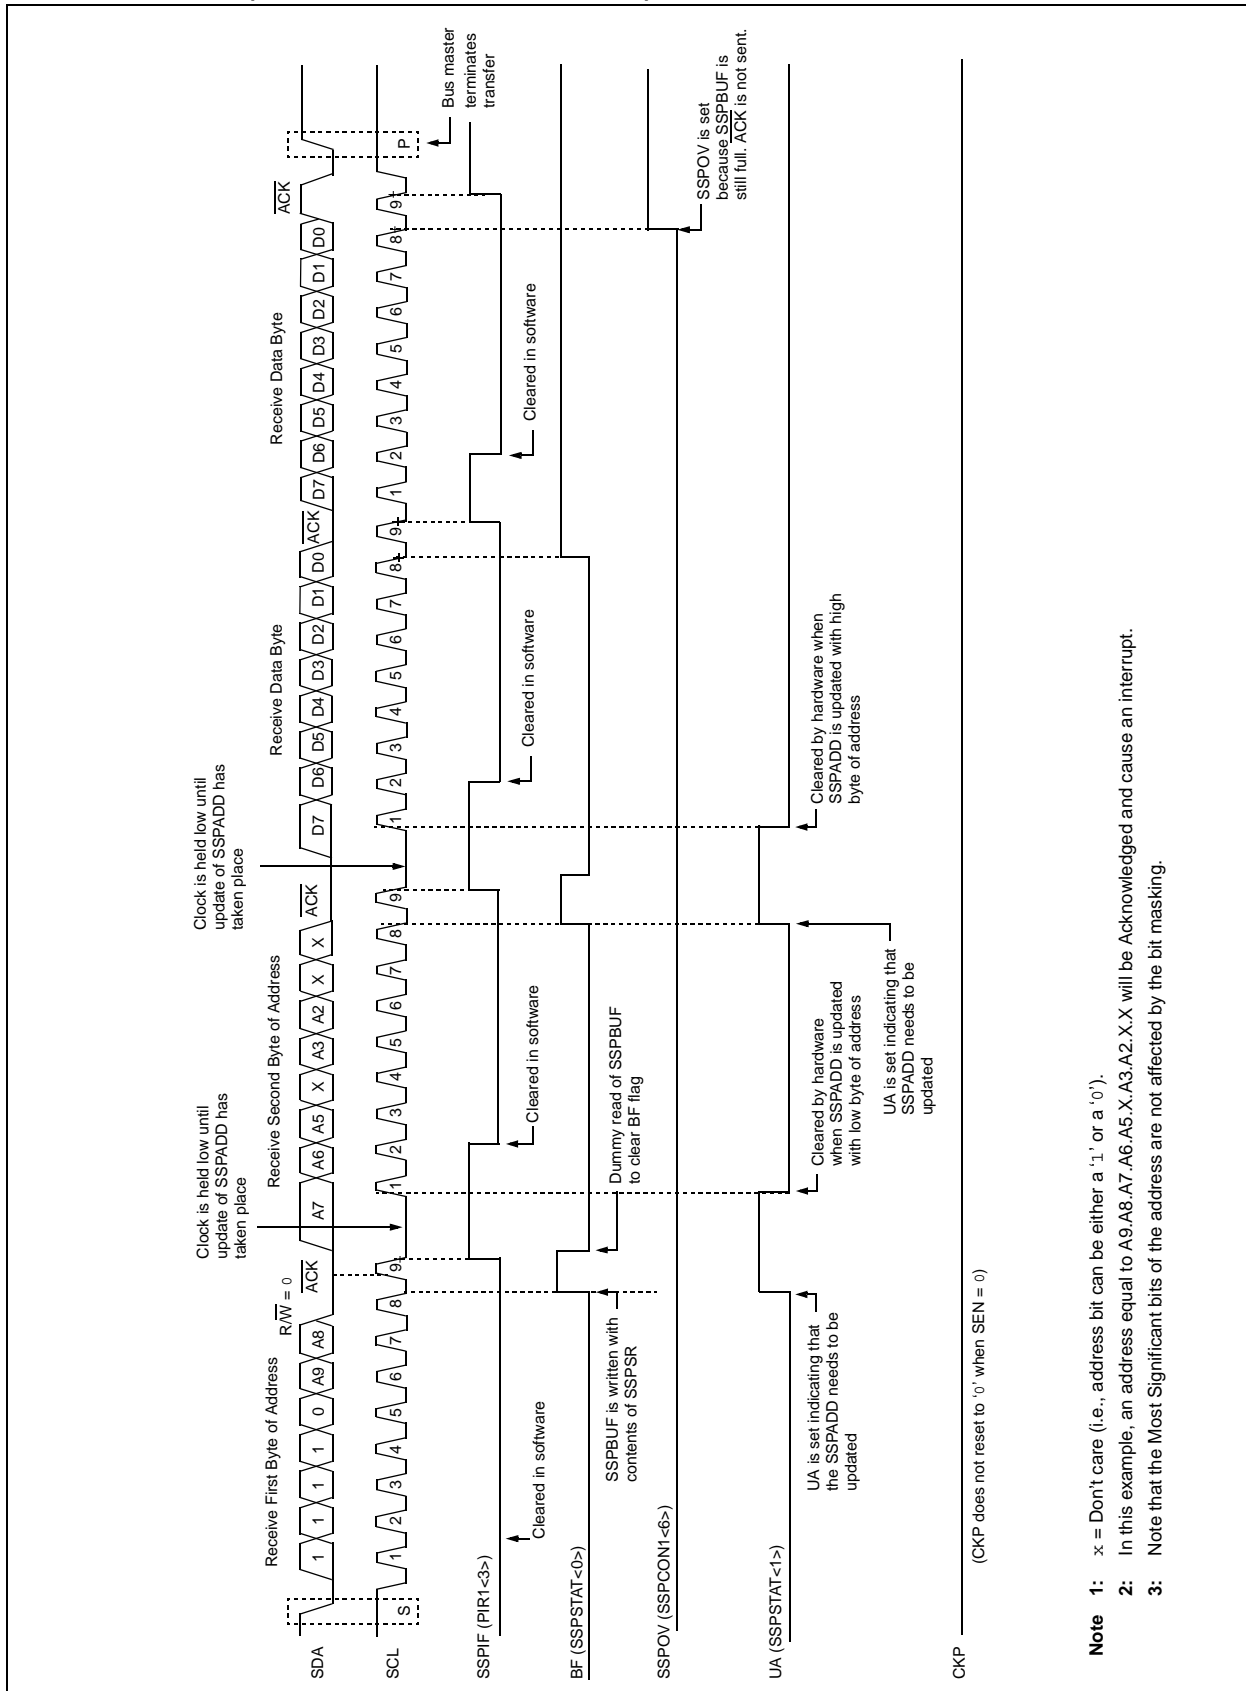 Receive First Byte of Address
R/W = 0
ACK
Clock is held low until
update of SSPADD has
taken place
Receive Second Byte of Address
ACK
Clock is held low until
update of SSPADD has
taken place
Receive Data Byte
ACK
Receive Data Byte
ACK
SDA
1 1 1 1 0 A9 A8
A7 A6 A5 X A3 A2 X X
D7 D6 D5 D4 D3 D2 D1 D0
D7 D6 D5 D4 D3 D2 D1 D0
SCL
S
1 2 3 4 5 6 7 8 9
1 2 3 4 5 6 7 8 9
1 2 3 4 5 6 7 8 9
1 2 3 4 5 6 7 8 9
P
Bus master
terminates
transfer
SSPIF (PIR1<3>)
Cleared in software
Cleared in software
Cleared in software
Cleared in software
BF (SSPSTAT<0>)
SSPBUF is written with
contents of SSPSR
Dummy read of SSPBUF
to clear BF flag
SSPOV (SSPCON1<6>)
SSPOV is set
because SSPBUF is
still full. ACK is not sent.
UA (SSPSTAT<1>)
UA is set indicating that
the SSPADD needs to be
updated
Cleared by hardware
when SSPADD is updated
with low byte of address
UA is set indicating that
SSPADD needs to be
updated
Cleared by hardware when
SSPADD is updated with high
byte of address
CKP
(CKP does not reset to ‘0’ when SEN = 0)
Note 1: x = Don't care (i.e., address bit can be either a ‘1’ or a ‘0’).
2: In this example, an address equal to A9.A8.A7.A6.A5.X.A3.A2.X.X will be Acknowledged and cause an interrupt.
3: Note that the Most Significant bits of the address are not affected by the bit masking.